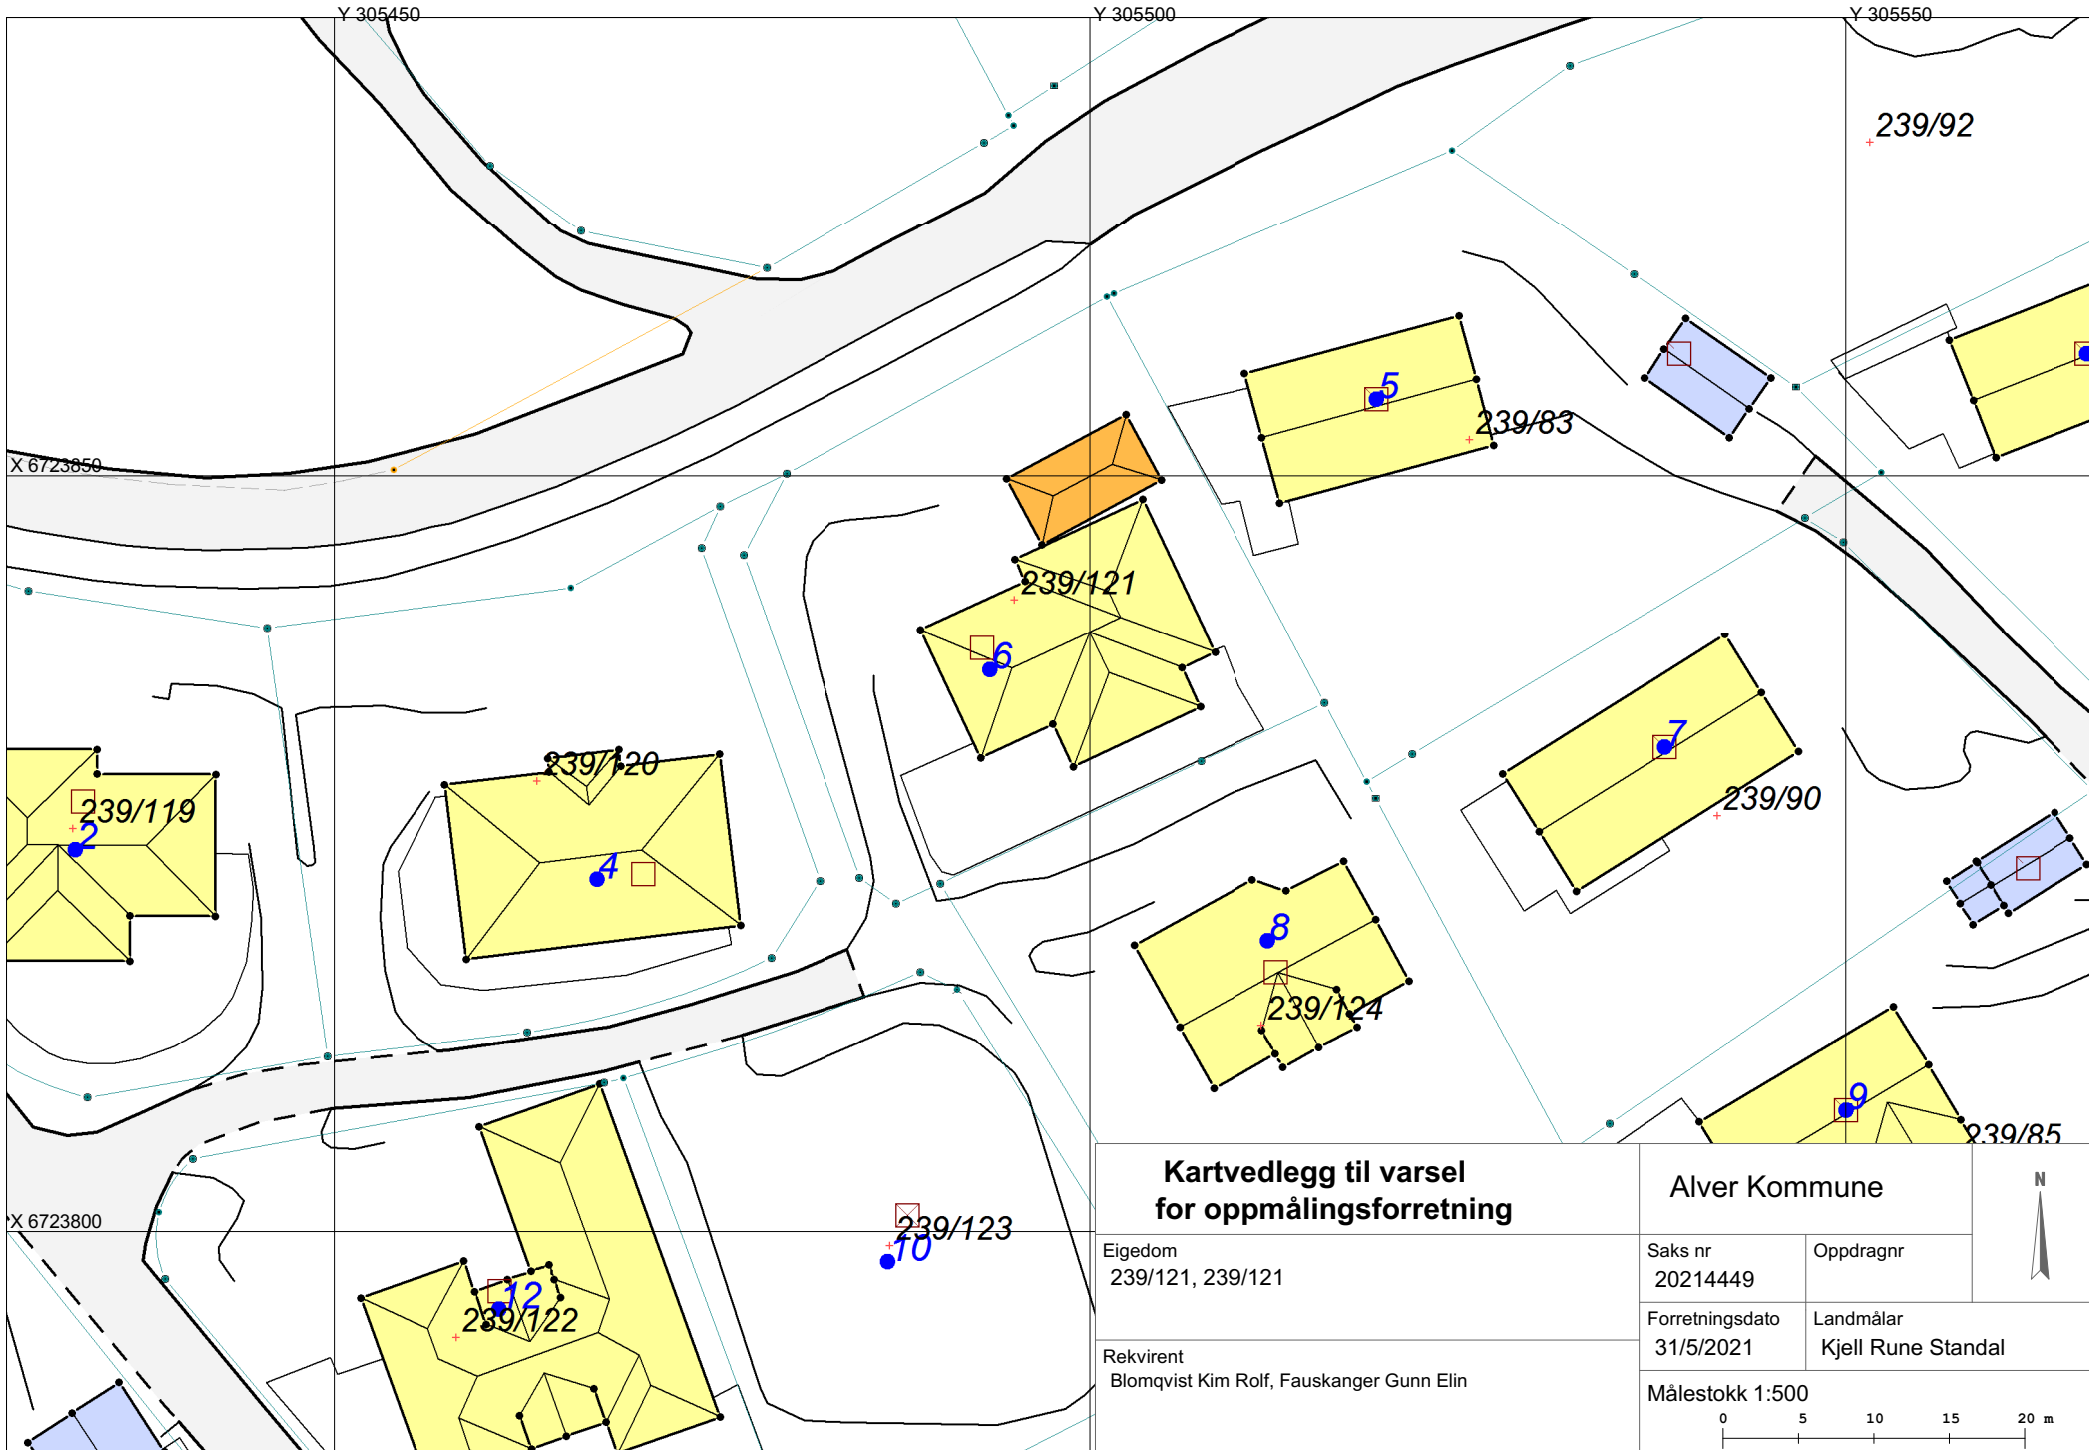 Y 305450
Y 305500
Y 305550
239/92
5
239/83
X 6723850
239/121
6
7
239/120
239/90
239/119
2
4
8
239/124
9
239/85
X 6723800
239/123
10
12
239/122
Kartvedlegg til varsel
for oppmålingsforretning
Alver Kommune
N
Eigedom
239/121, 239/121
Saks nr
20214449
Oppdragnr
Forretningsdato
31/5/2021
Landmålar
Kjell Rune Standal
Rekvirent
Blomqvist Kim Rolf, Fauskanger Gunn Elin
Målestokk 1:500
0 5 10 15 20 m